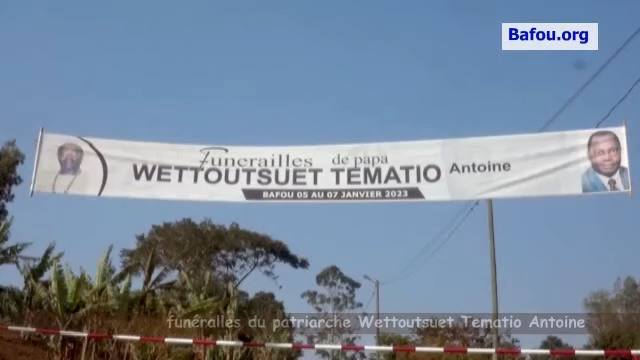 Bafou.org
Funerailles de papa
WETTOUTSUET TEMATIO Antoine
BAFOU 05 AU 07 JANVIER 2023
funéralles du patriarche Wettoutsuet Tematio Antoine